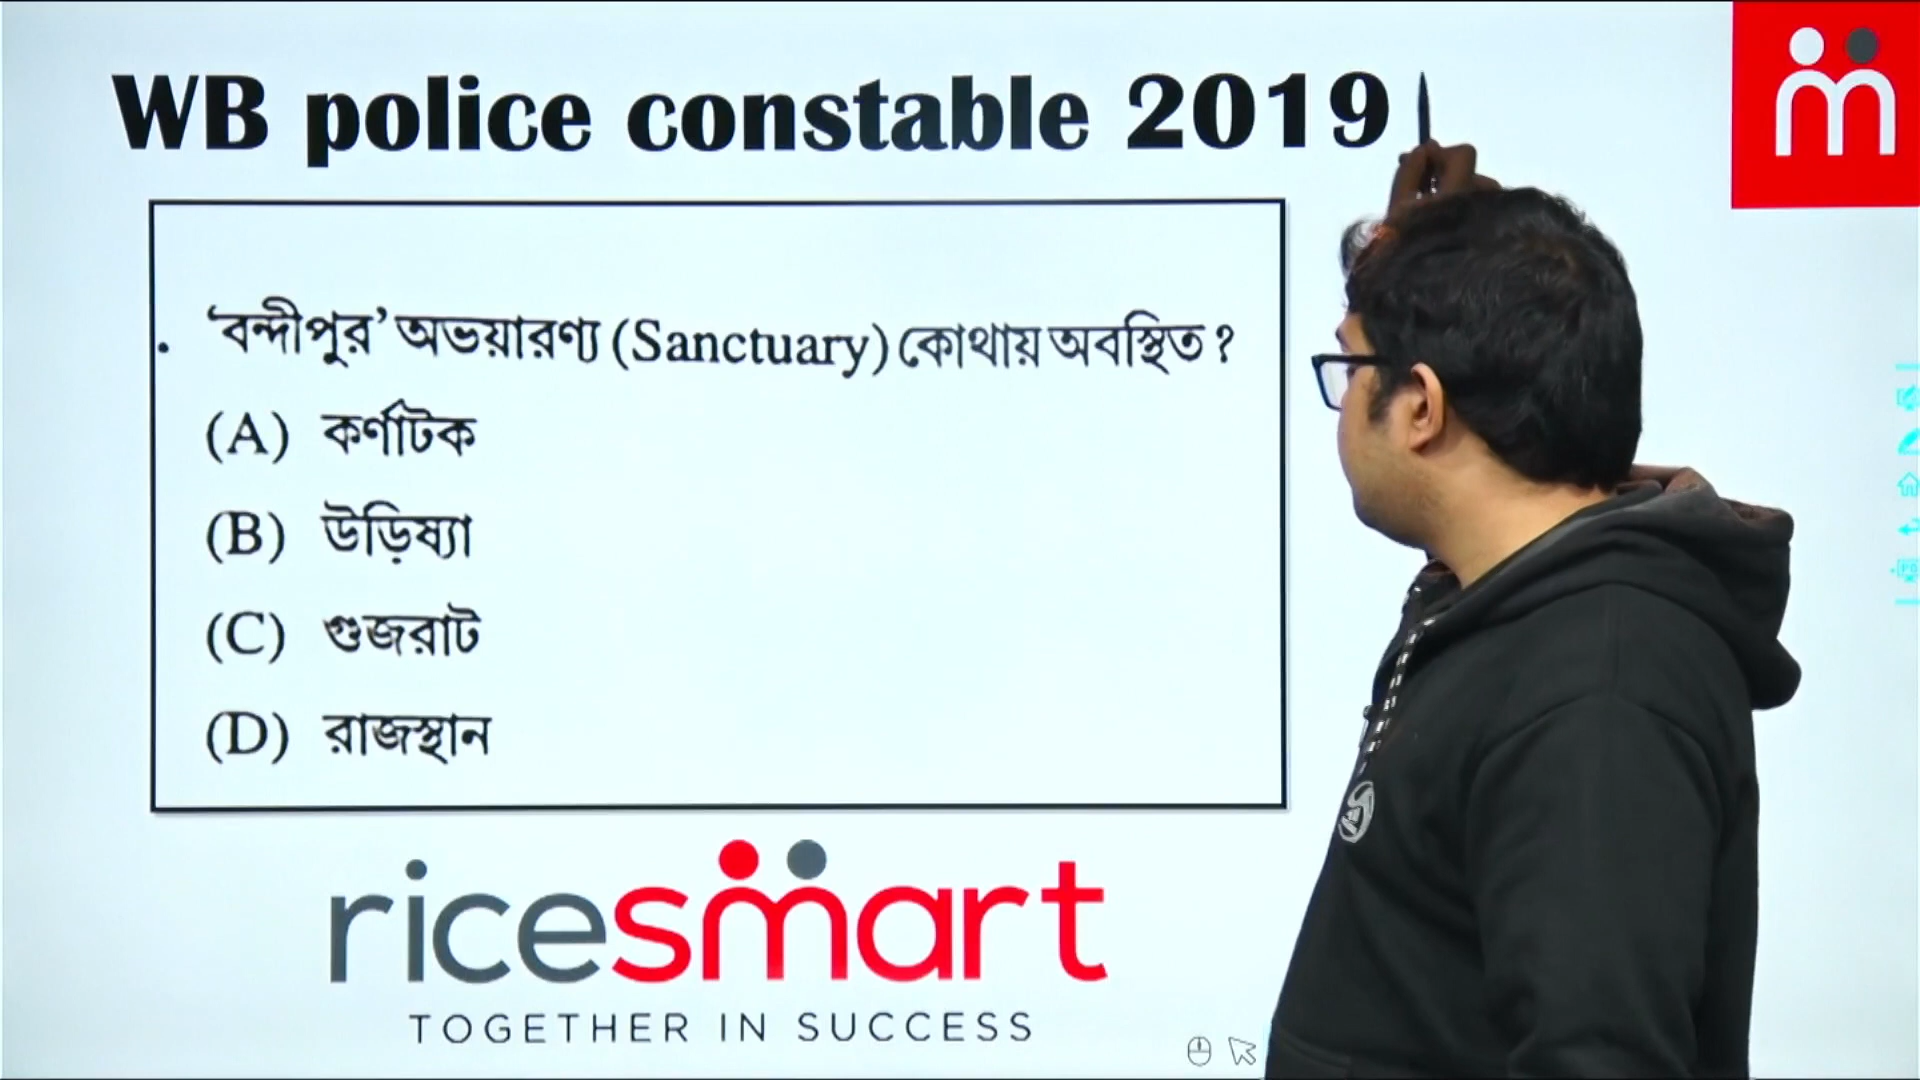 WB police constable 2019
. ‘বন্দীপুর’ অভয়ারণ্য (Sanctuary) কোথায় অবস্থিত ?
(A) কর্ণাটক
(B) উড়িষ্যা
(C) গুজরাট
(D) রাজস্থান
ricesmart
TOGETHER IN SUCCESS